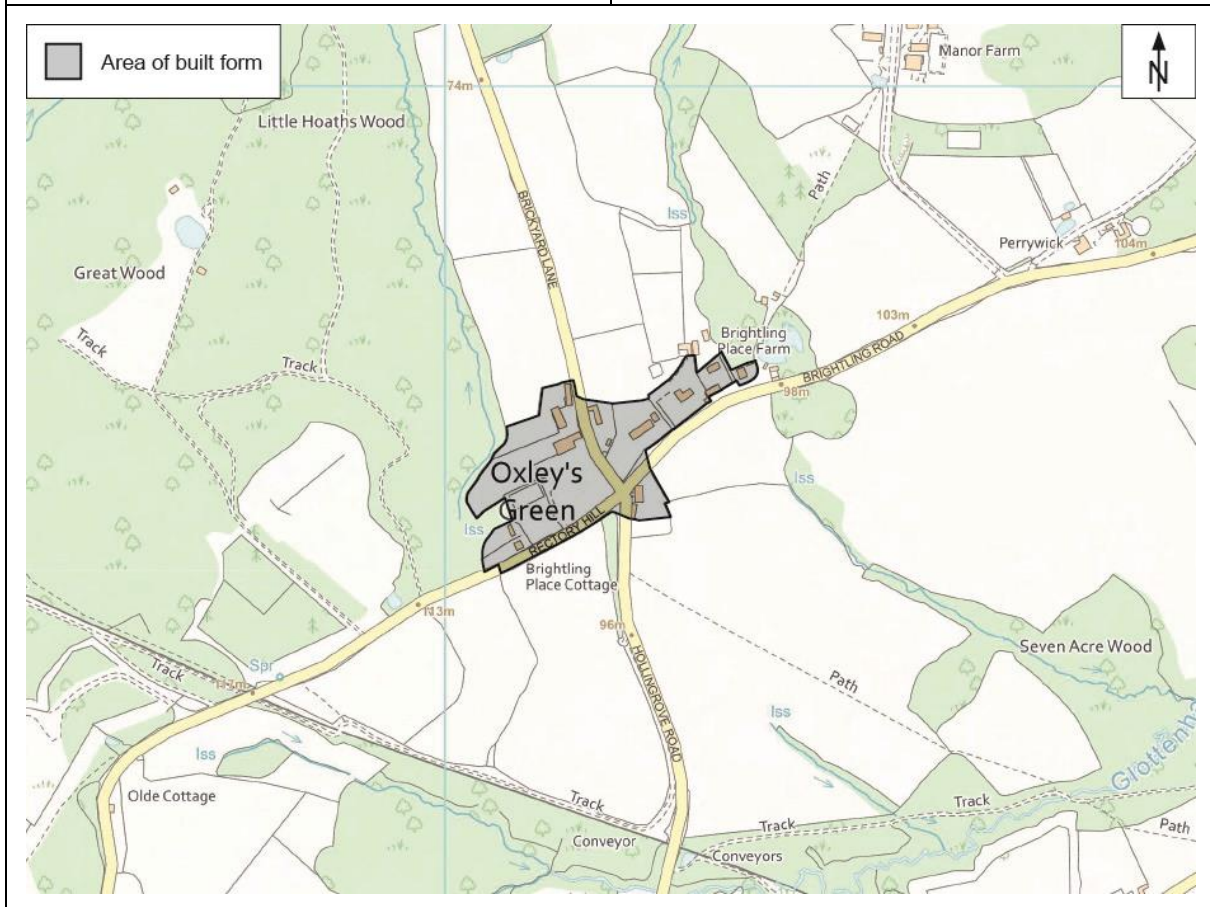 Area of built form
N
Manor Farm
74m
Little Hoaths Wood
Path
BRICKYARD LANE
Iss
Perrywick
104m
Great Wood
103m
Track
Track
Brightling
Place Farm
BRIGHTLING ROAD
98m
Oxley's
Green
Iss
Iss
RECTORY HILL
Brightling
Place Cottage
113m
96m
Seven Acre Wood
Track
Spr
117m
HOLLINGROVE ROAD
Path
Iss
Iss
Olde Cottage
Track
Track
Track
Path
Conveyor
Conveyors